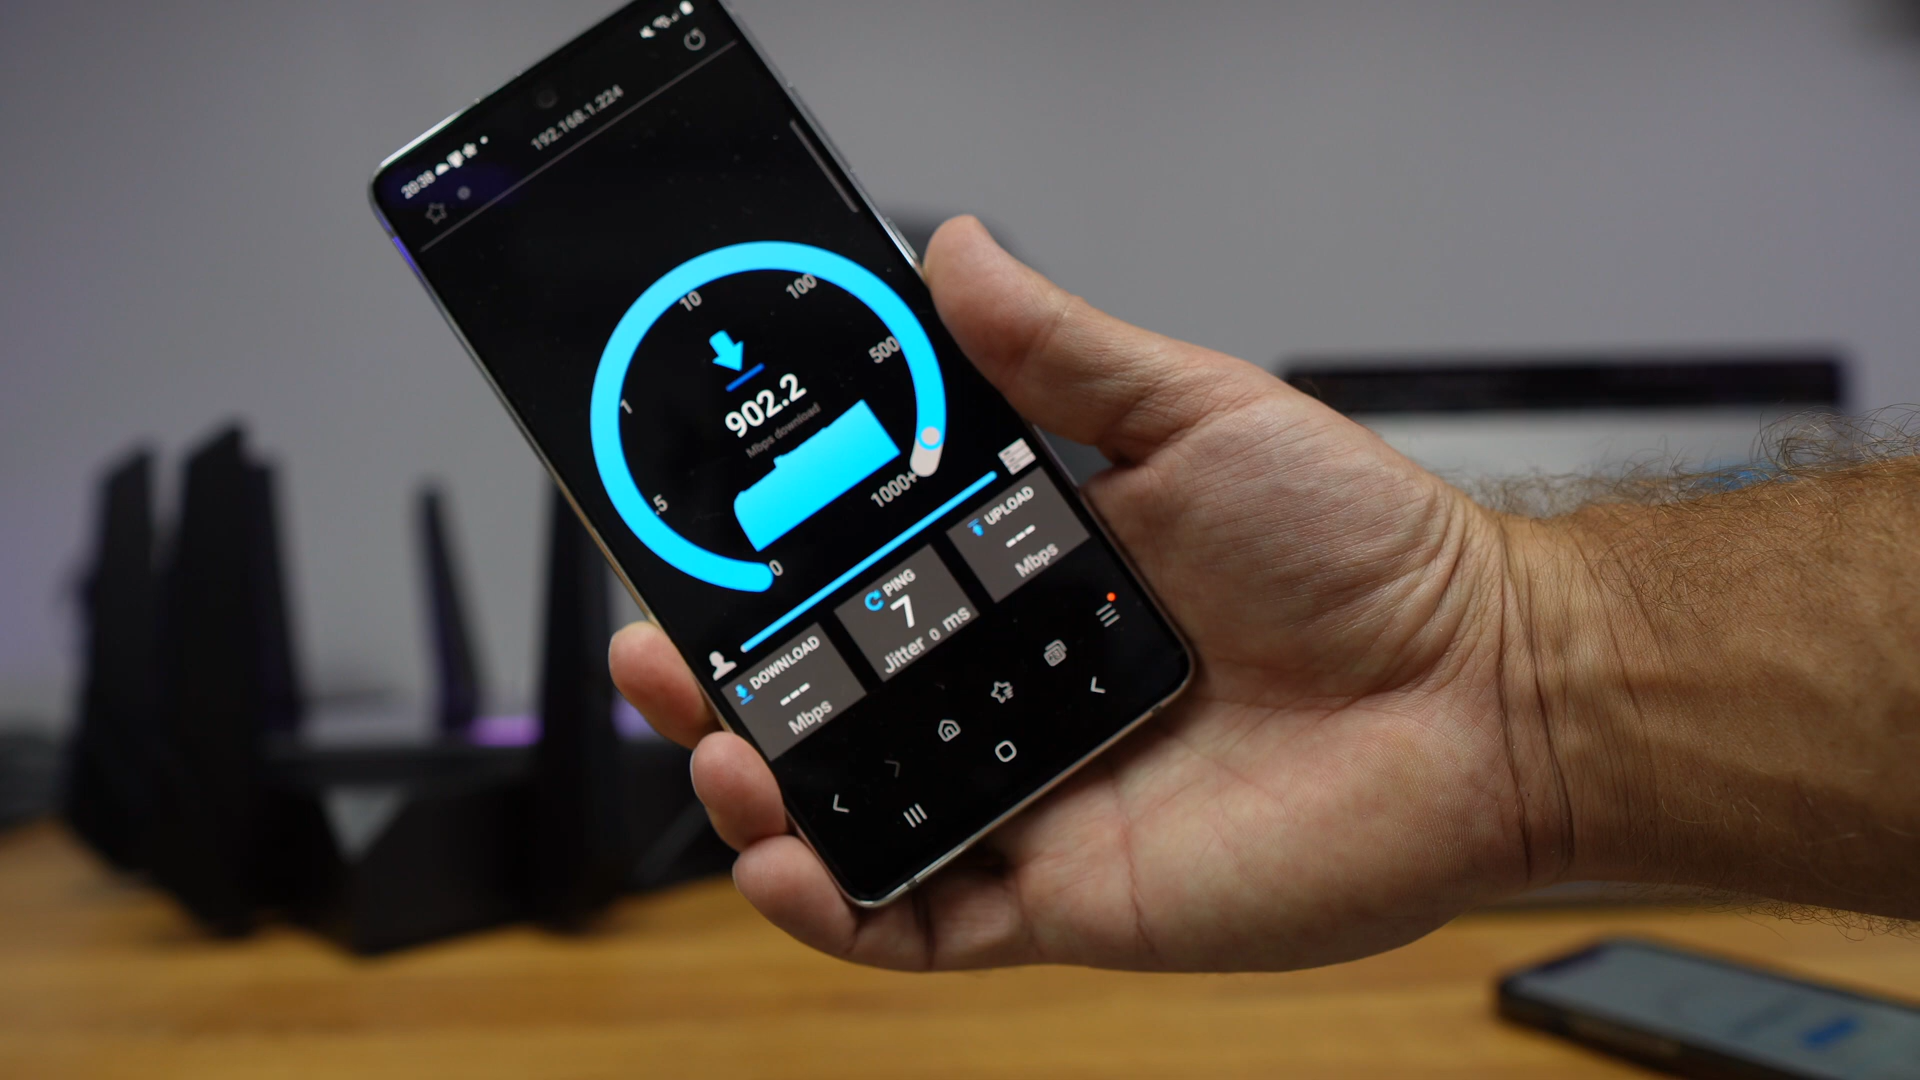 20:38
192.168.1.224
10
100
500
1
.5
0
1000+
902.2
Mbps download
DOWNLOAD
---
Mbps
PING
7
Jitter 0 ms
UPLOAD
---
Mbps